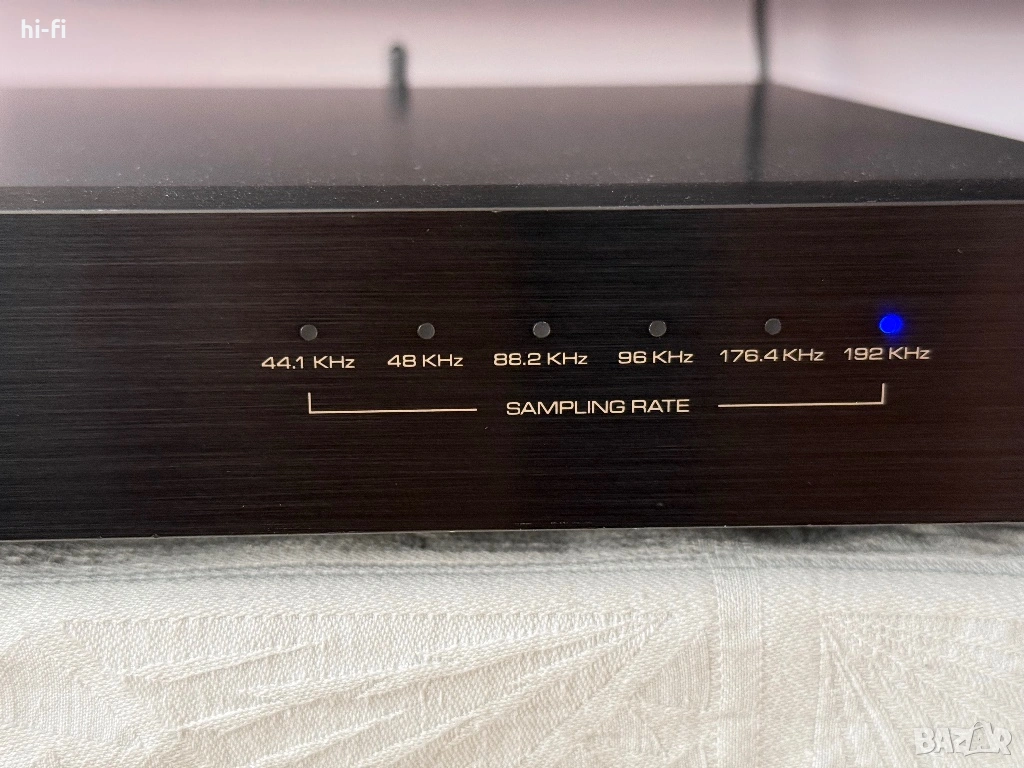 hi-fi
44.1 KHz 48 KHz 88.2 KHz 96 KHz 176.4 KHz 192 KHz
SAMPLING RATE
BAZAR